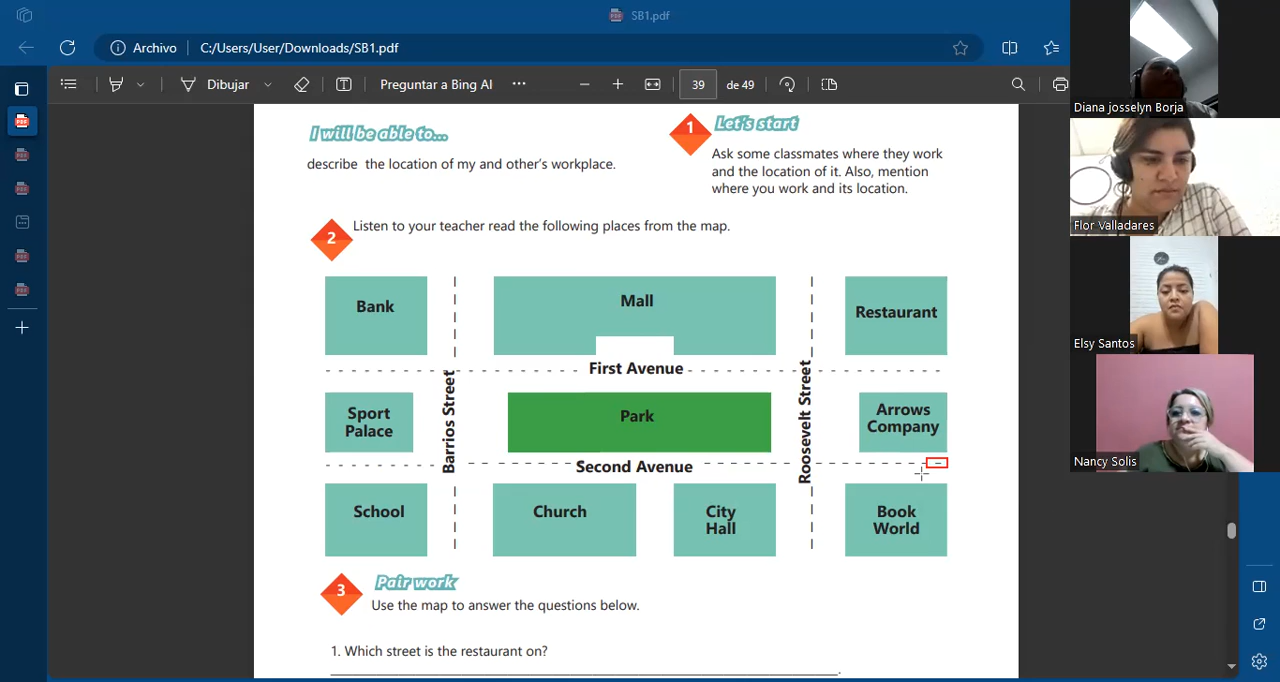 SB1.pdf
Archivo
C:/Users/User/Downloads/SB1.pdf
Dibujar
Preguntar a Bing AI
39
de 49
I will be able to...
describe the location of my and other's workplace.
1
Let's start
Ask some classmates where they work
and the location of it. Also, mention
where you work and its location.
2
Listen to your teacher read the following places from the map.
Bank
Mall
Restaurant
First Avenue
Barrios Street
Roosevelt Street
Sport
Palace
Park
Arrows
Company
Second Avenue
School
Church
City
Hall
Book
World
3
Pair work
Use the map to answer the questions below.
1. Which street is the restaurant on?
Diana josselyn Borja
Flor Valladares
Elsy Santos
Nancy Solis